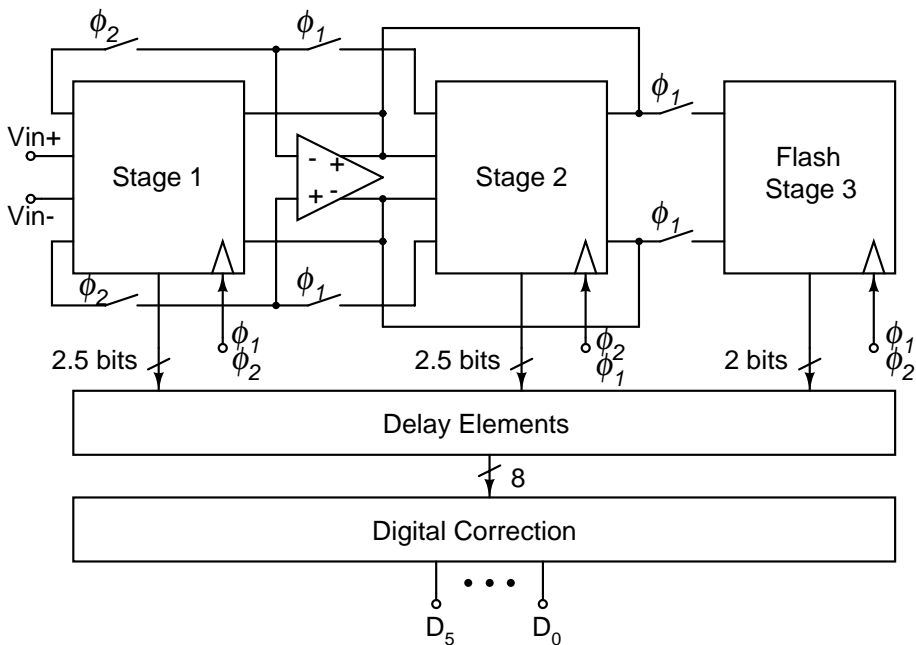 ϕ2
ϕ1
ϕ1
Vin+
Stage 1
- +
+ -
Stage 2
Flash
Stage 3
Vin-
ϕ1
ϕ2
ϕ1
ϕ1
ϕ2
ϕ2
ϕ1
ϕ1
ϕ2
2.5 bits
2.5 bits
2 bits
Delay Elements
8
Digital Correction
D5
D0